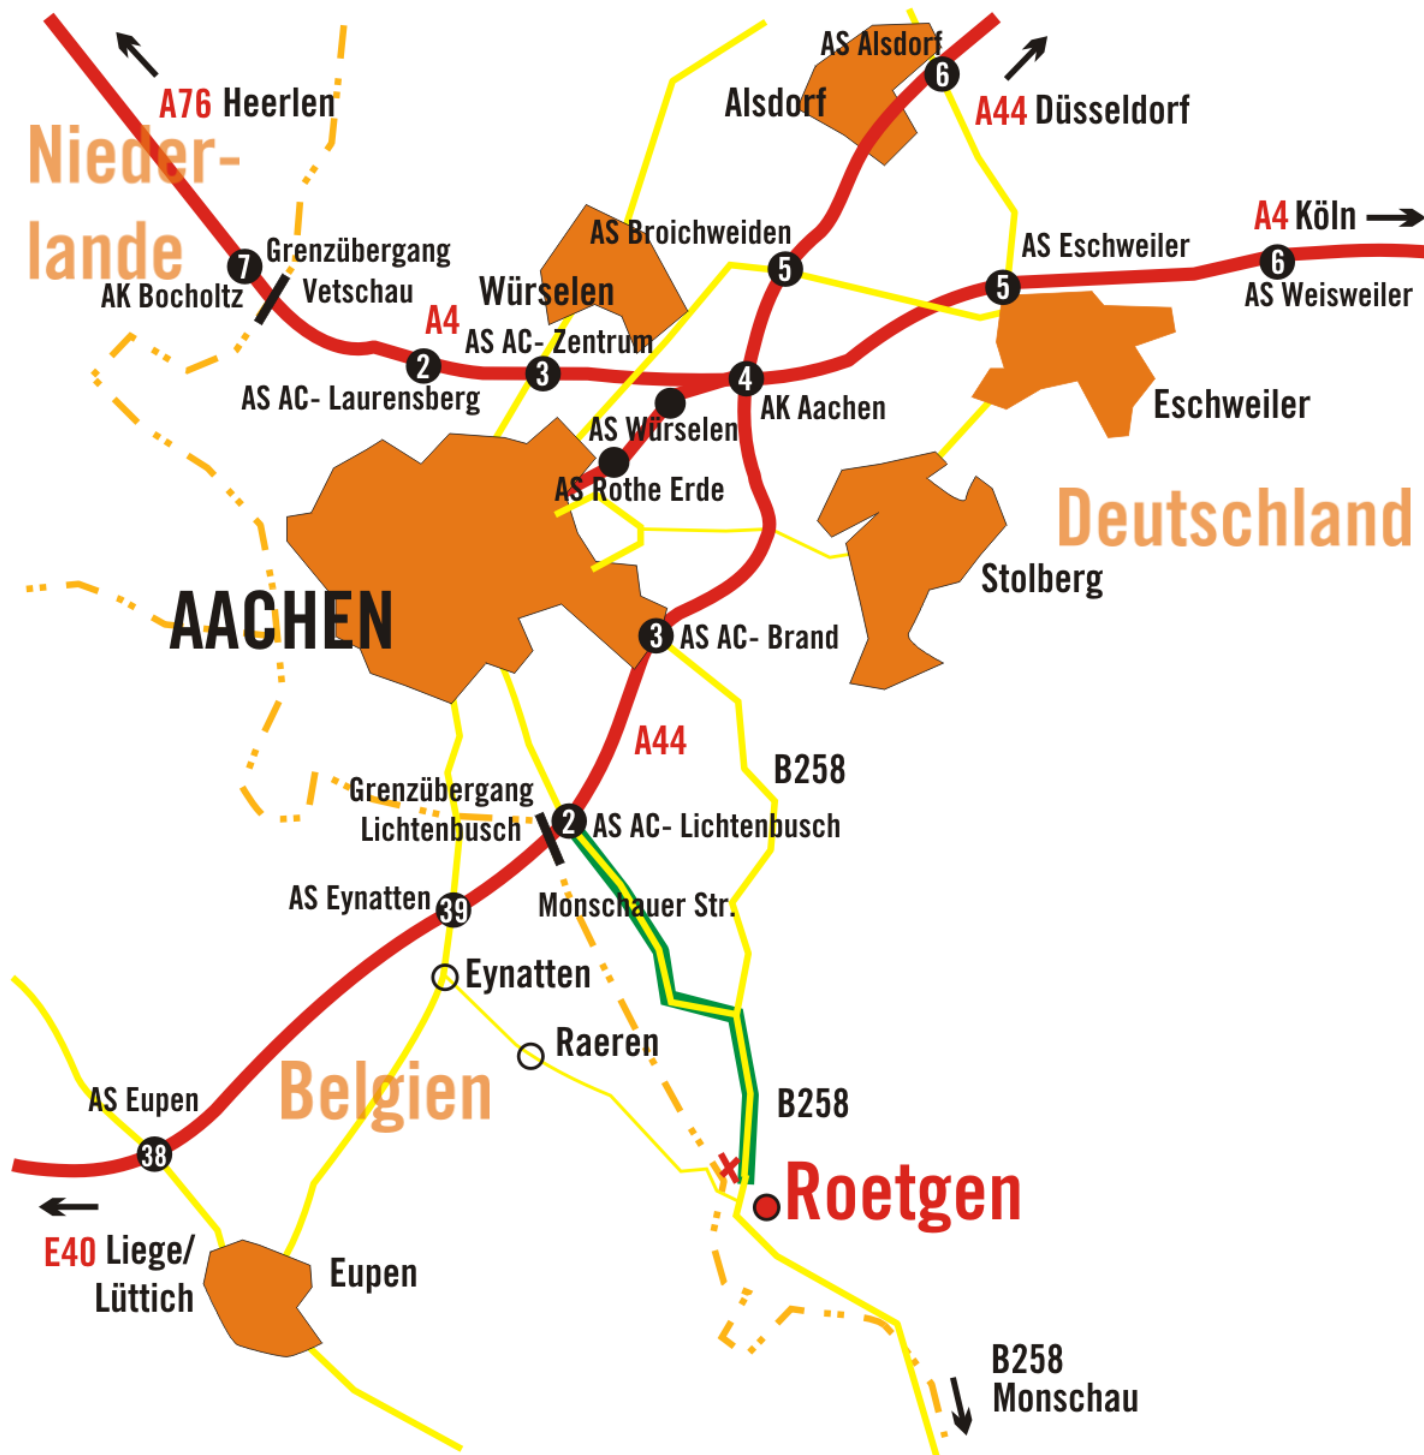 AS Alsdorf
6
A76 Heerlen
Alsdorf
A44 Düsseldorf
Nieder-
lande
A4 Köln
AS Broichweiden
AS Eschweiler
Grenzübergang
Vetschau
7
5
6
5
AK Bocholtz
Würselen
AS Weisweiler
A4
AS AC- Zentrum
2
3
4
AS AC- Laurensberg
AK Aachen
Eschweiler
AS Würselen
AS Rothe Erde
Deutschland
Stolberg
AACHEN
3
AS AC- Brand
A44
B258
Grenzübergang
Lichtenbusch
2
AS AC- Lichtenbusch
AS Eynatten
39
Monschauer Str.
Eynatten
Raeren
Belgien
AS Eupen
B258
38
Roetgen
E40 Liege/
Lüttich
Eupen
B258
Monschau